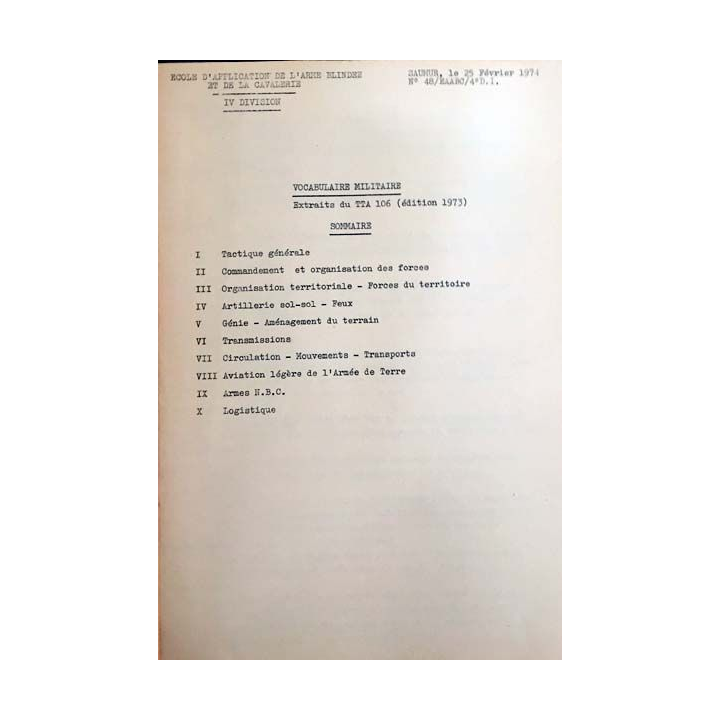 ECOLE D'APPLICATION DE L'ARME BLINDEE
ET DE LA CAVALERIE
IV DIVISION
SAUMUR, le 25 Février 1974
N° 48/EAABC/4°D.1.
VOCABULAIRE MILITAIRE
Extraits du TTA 106 (édition 1973)
SOMMAIRE
I Tactique générale
II Commandement et organisation des forces
III Organisation territoriale - Forces du territoire
IV Artillerie sol-sol - Feux
V Génie - Aménagement du terrain
VI Transmissions
VII Circulation - Mouvements - Transports
VIII Aviation légère de l'Armée de Terre
IX Armes N.B.C.
X Logistique